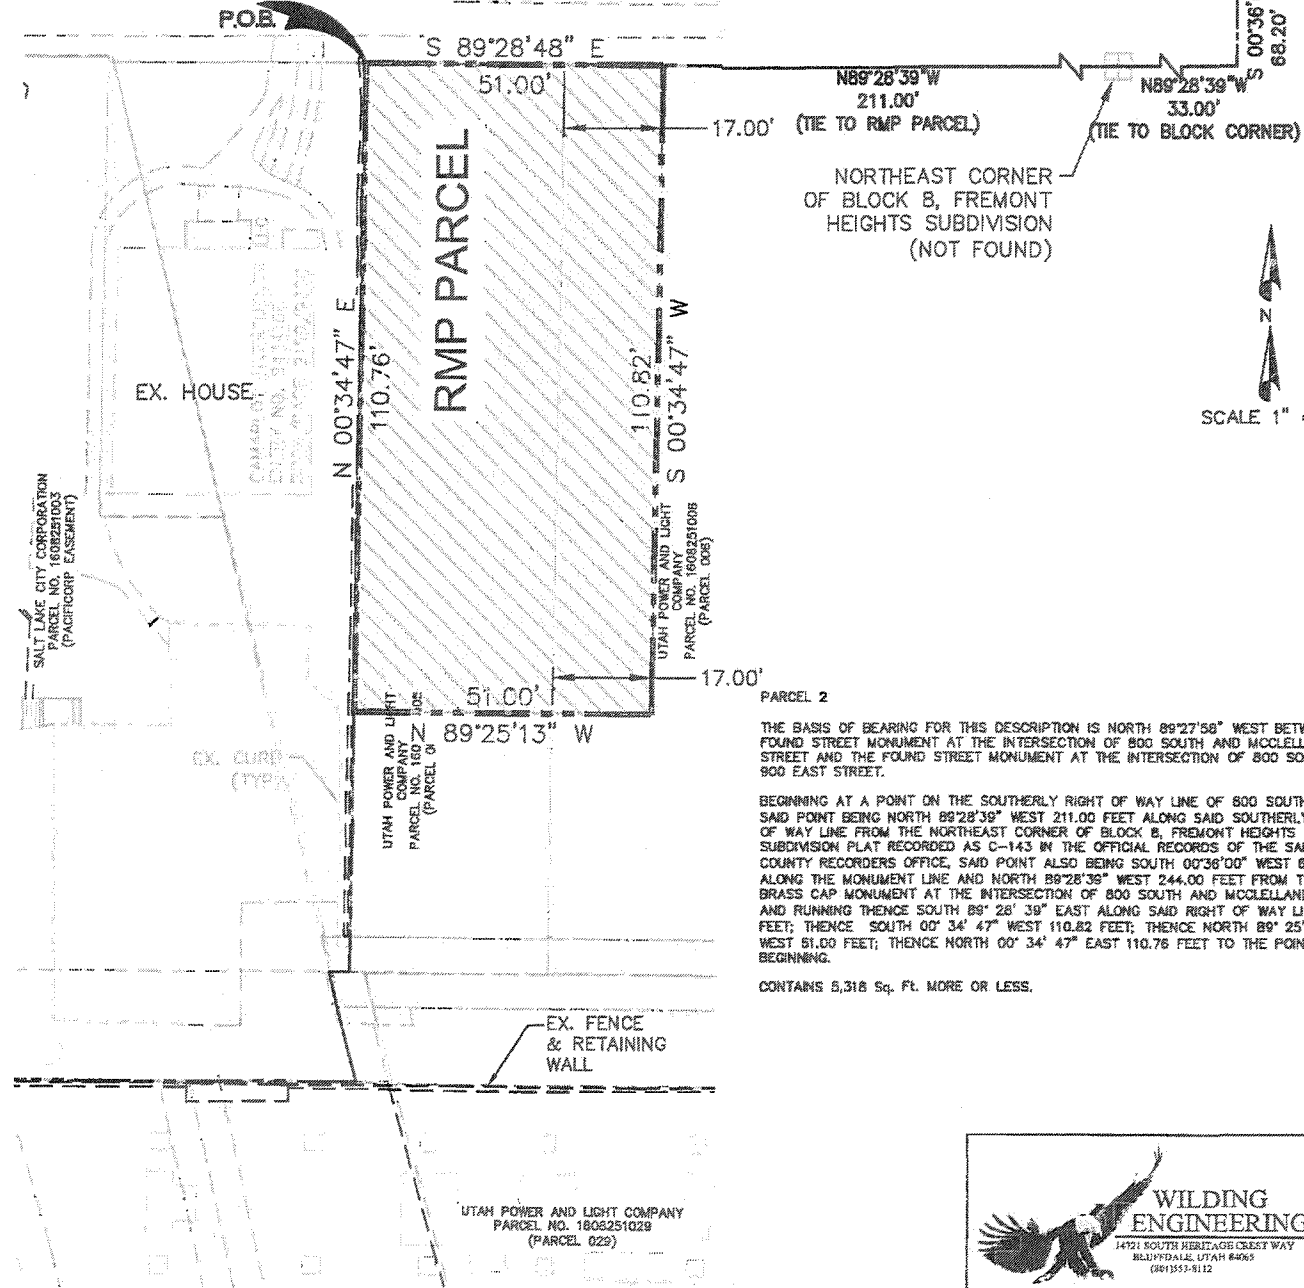 P.O.B.
S 89°28'48" E
51.00'
17.00'
N89°28'39"W
211.00'
(TIE TO RMP PARCEL)
N89°28'39"W
33.00'
(TIE TO BLOCK CORNER)
S 00°36'
68.20'
NORTHEAST CORNER
OF BLOCK B, FREMONT
HEIGHTS SUBDIVISION
(NOT FOUND)
N
SCALE 1"
RMP PARCEL
N 00°34'47" E
110.76'
110.82'
S 00°34'47" W
EX. HOUSE
SALT LAKE CITY CORPORATION
PARCEL NO. 1608251003
(PACIFICORP EASEMENT)
UTAH POWER AND LIGHT
COMPANY
PARCEL NO. 1608251006
(PARCEL 006)
51.00'
17.00'
N 89°25'13" W
UTAH POWER AND LIGHT
COMPANY
PARCEL NO. 160
(PARCEL
EX. CURB
(TYP.)
PARCEL 2
THE BASIS OF BEARING FOR THIS DESCRIPTION IS NORTH 89°27'58" WEST BETW
FOUND STREET MONUMENT AT THE INTERSECTION OF 800 SOUTH AND MCCLELL
STREET AND THE FOUND STREET MONUMENT AT THE INTERSECTION OF 800 SO
900 EAST STREET.
BEGINNING AT A POINT ON THE SOUTHERLY RIGHT OF WAY LINE OF 800 SOUTH
SAID POINT BEING NORTH 89°28'39" WEST 211.00 FEET ALONG SAID SOUTHERLY
OF WAY LINE FROM THE NORTHEAST CORNER OF BLOCK B, FREMONT HEIGHTS
SUBDIVISION PLAT RECORDED AS C-143 IN THE OFFICIAL RECORDS OF THE SA
COUNTY RECORDERS OFFICE, SAID POINT ALSO BEING SOUTH 00°36'00" WEST 6
ALONG THE MONUMENT LINE AND NORTH 89°28'39" WEST 244.00 FEET FROM T
BRASS CAP MONUMENT AT THE INTERSECTION OF 800 SOUTH AND MCCLELLAND
AND RUNNING THENCE SOUTH 89° 28' 39" EAST ALONG SAID RIGHT OF WAY LI
FEET; THENCE SOUTH 00° 34' 47" WEST 110.82 FEET; THENCE NORTH 89° 25'
WEST 51.00 FEET; THENCE NORTH 00° 34' 47" EAST 110.76 FEET TO THE POIN
BEGINNING.
CONTAINS 5,318 Sq. Ft. MORE OR LESS.
EX. FENCE
& RETAINING
WALL
UTAH POWER AND LIGHT COMPANY
PARCEL NO. 1608251029
(PARCEL 029)
WILDING
ENGINEERING
14721 SOUTH HERITAGE CREST WAY
BLUFFDALE, UTAH 84065
(801)553-8112